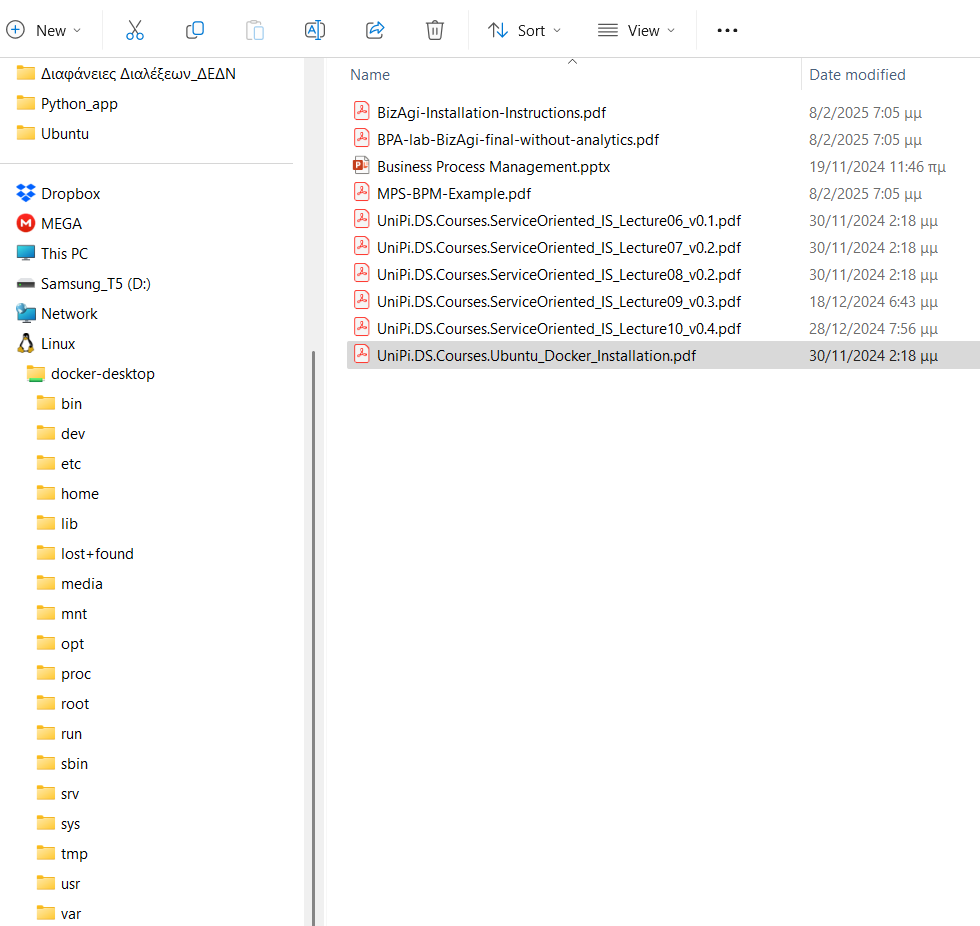 New Sort View
Διαφάνειες Διαλέξεων_ΔΕΔΝ
Python_app
Ubuntu
Dropbox
MEGA
This PC
Samsung_T5 (D:)
Network
Linux
docker-desktop
bin
dev
etc
home
lib
lost+found
media
mnt
opt
proc
root
run
sbin
srv
sys
tmp
usr
var
Name Date modified
BizAgi-Installation-Instructions.pdf 8/2/2025 7:05 μμ
BPA-lab-BizAgi-final-without-analytics.pdf 8/2/2025 7:05 μμ
Business Process Management.pptx 19/11/2024 11:46 πμ
MPS-BPM-Example.pdf 8/2/2025 7:05 μμ
UniPi.DS.Courses.ServiceOriented_IS_Lecture06_v0.1.pdf 30/11/2024 2:18 μμ
UniPi.DS.Courses.ServiceOriented_IS_Lecture07_v0.2.pdf 30/11/2024 2:18 μμ
UniPi.DS.Courses.ServiceOriented_IS_Lecture08_v0.2.pdf 30/11/2024 2:18 μμ
UniPi.DS.Courses.ServiceOriented_IS_Lecture09_v0.3.pdf 18/12/2024 6:43 μμ
UniPi.DS.Courses.ServiceOriented_IS_Lecture10_v0.4.pdf 28/12/2024 7:56 μμ
UniPi.DS.Courses.Ubuntu_Docker_Installation.pdf 30/11/2024 2:18 μμ